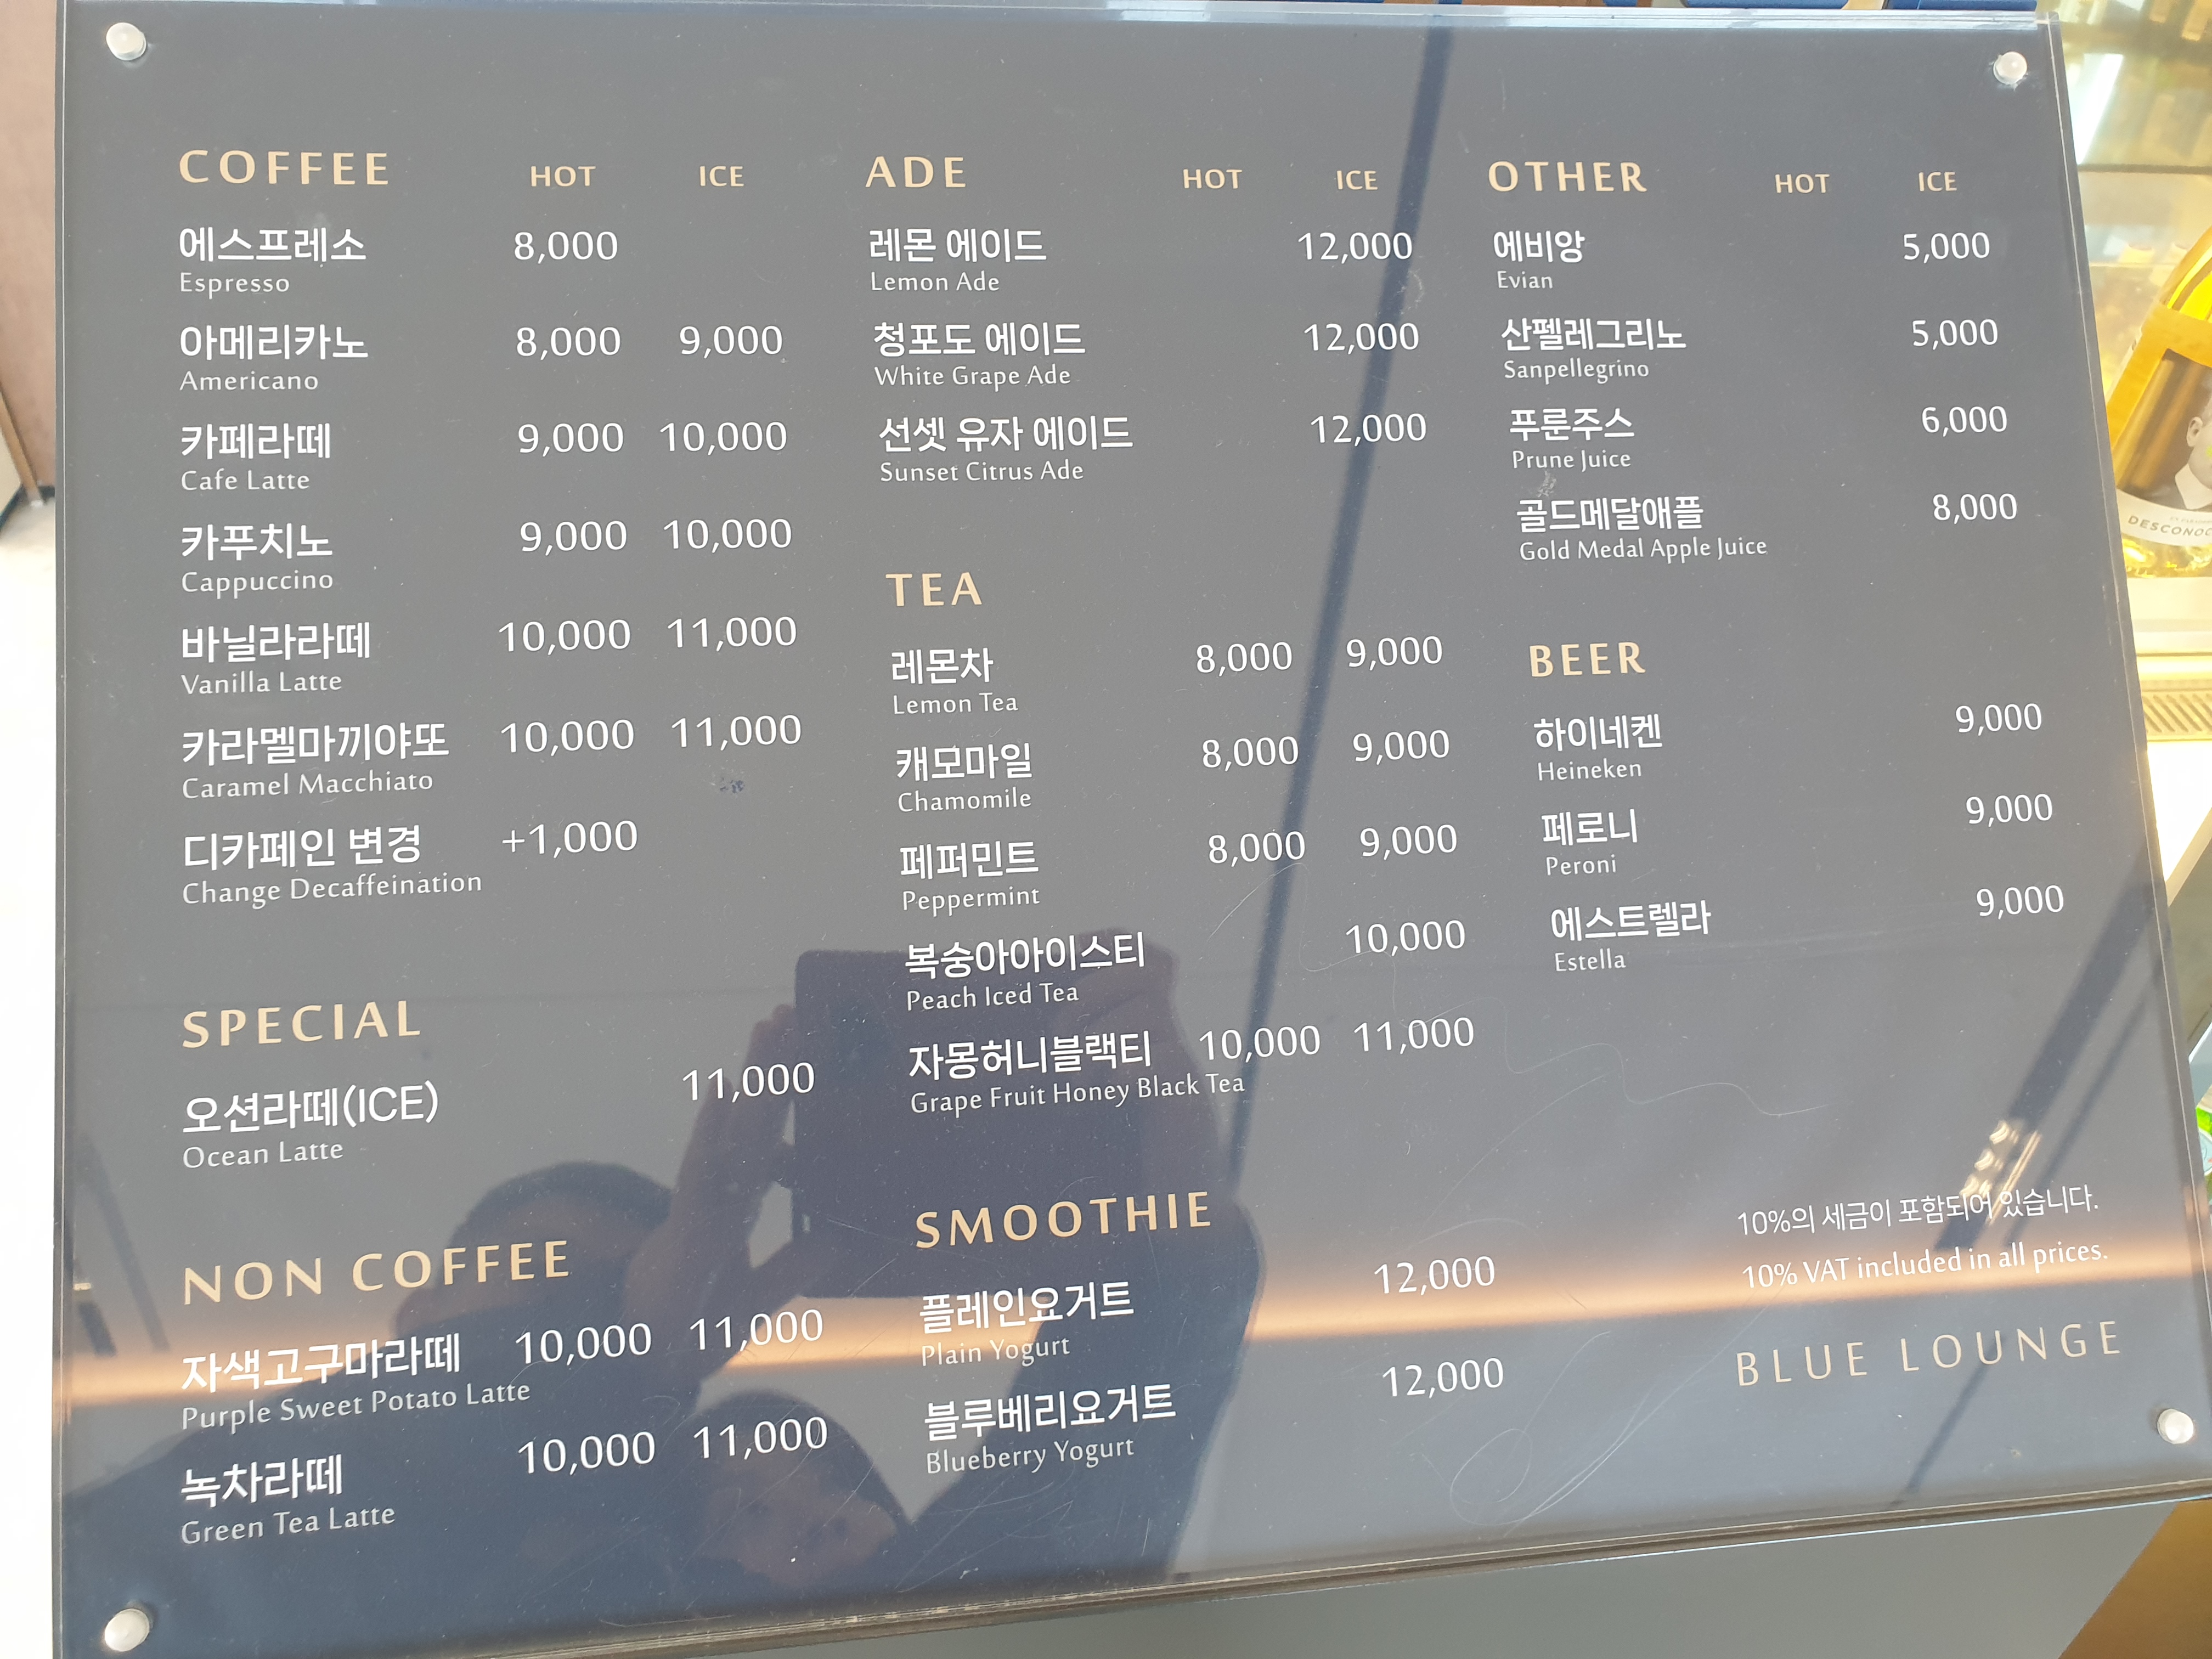 COFFEE HOT ICE
에스프레소 8,000
Espresso
아메리카노 8,000 9,000
Americano
카페라떼 9,000 10,000
Cafe Latte
카푸치노 9,000 10,000
Cappuccino
바닐라라떼 10,000 11,000
Vanilla Latte
카라멜마끼야또 10,000 11,000
Caramel Macchiato
디카페인 변경 +1,000
Change Decaffeination
SPECIAL
오션라떼(ICE) 11,000
Ocean Latte
NON COFFEE
자색고구마라떼 10,000 11,000
Purple Sweet Potato Latte
녹차라떼 10,000 11,000
Green Tea Latte
ADE HOT ICE
레몬 에이드 12,000
Lemon Ade
청포도 에이드 12,000
White Grape Ade
선셋 유자 에이드 12,000
Sunset Citrus Ade
TEA
레몬차 8,000 9,000
Lemon Tea
캐모마일 8,000 9,000
Chamomile
페퍼민트 8,000 9,000
Peppermint
복숭아아이스티 10,000
Peach Iced Tea
자몽허니블랙티 10,000 11,000
Grape Fruit Honey Black Tea
SMOOTHIE
플레인요거트 12,000
Plain Yogurt
블루베리요거트 12,000
Blueberry Yogurt
OTHER HOT ICE
에비앙 5,000
Evian
산펠레그리노 5,000
Sanpellegrino
푸룬주스 6,000
Prune Juice
골드메달애플 8,000
Gold Medal Apple Juice
BEER
하이네켄 9,000
Heineken
페로니 9,000
Peroni
에스트렐라 9,000
Estella
10%의 세금이 포함되어 있습니다.
10% VAT included in all prices.
BLUE LOUNGE